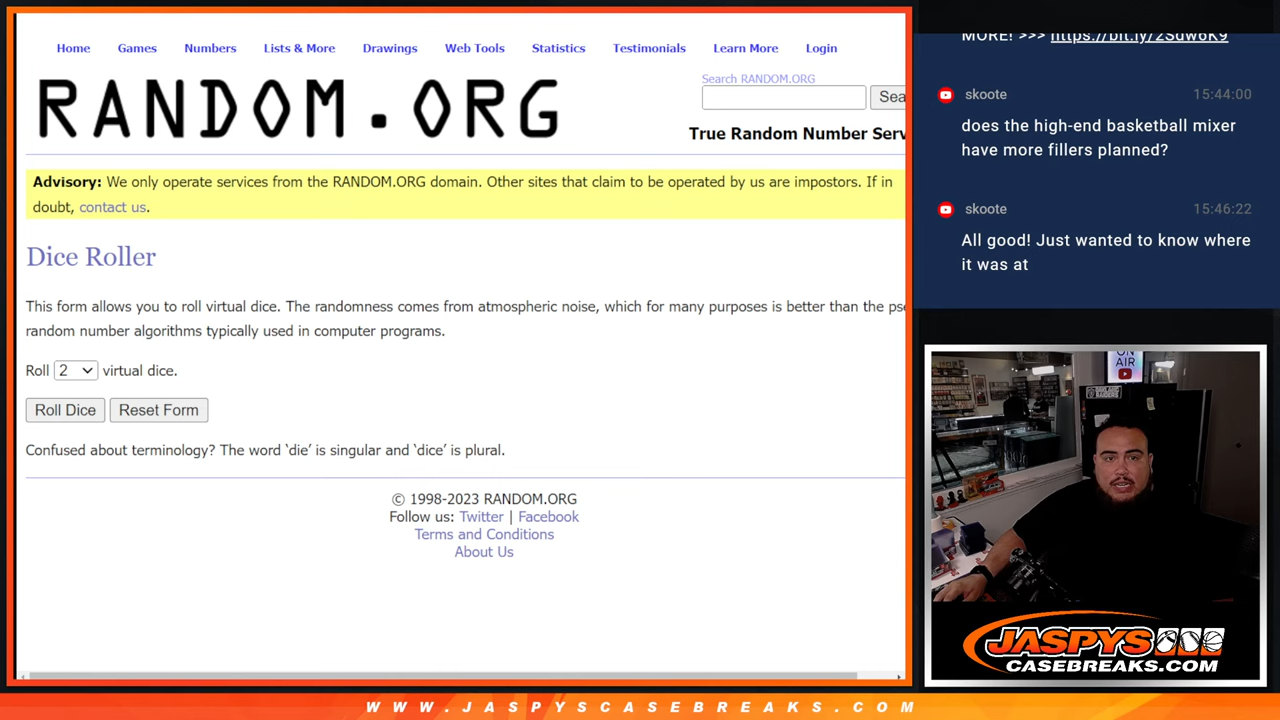 Home Games Numbers Lists & More Drawings Web Tools Statistics Testimonials Learn More Login
RANDOM.ORG
Search RANDOM.ORG
True Random Number Serv
Advisory: We only operate services from the RANDOM.ORG domain. Other sites that claim to be operated by us are impostors. If in
doubt, contact us.
Dice Roller
This form allows you to roll virtual dice. The randomness comes from atmospheric noise, which for many purposes is better than the pse
random number algorithms typically used in computer programs.
Roll 2 virtual dice.
Roll Dice Reset Form
Confused about terminology? The word ‘die’ is singular and ‘dice’ is plural.
© 1998-2023 RANDOM.ORG
Follow us: Twitter | Facebook
Terms and Conditions
About Us
MORE! >>> https://bit.ly/2Sdw6K9
skoote 15:44:00
does the high-end basketball mixer
have more fillers planned?
skoote 15:46:22
All good! Just wanted to know where
it was at
ON
AIR
JASPYS
CASEBREAKS.COM
WWW.JASPYSCASEBREAKS.COM